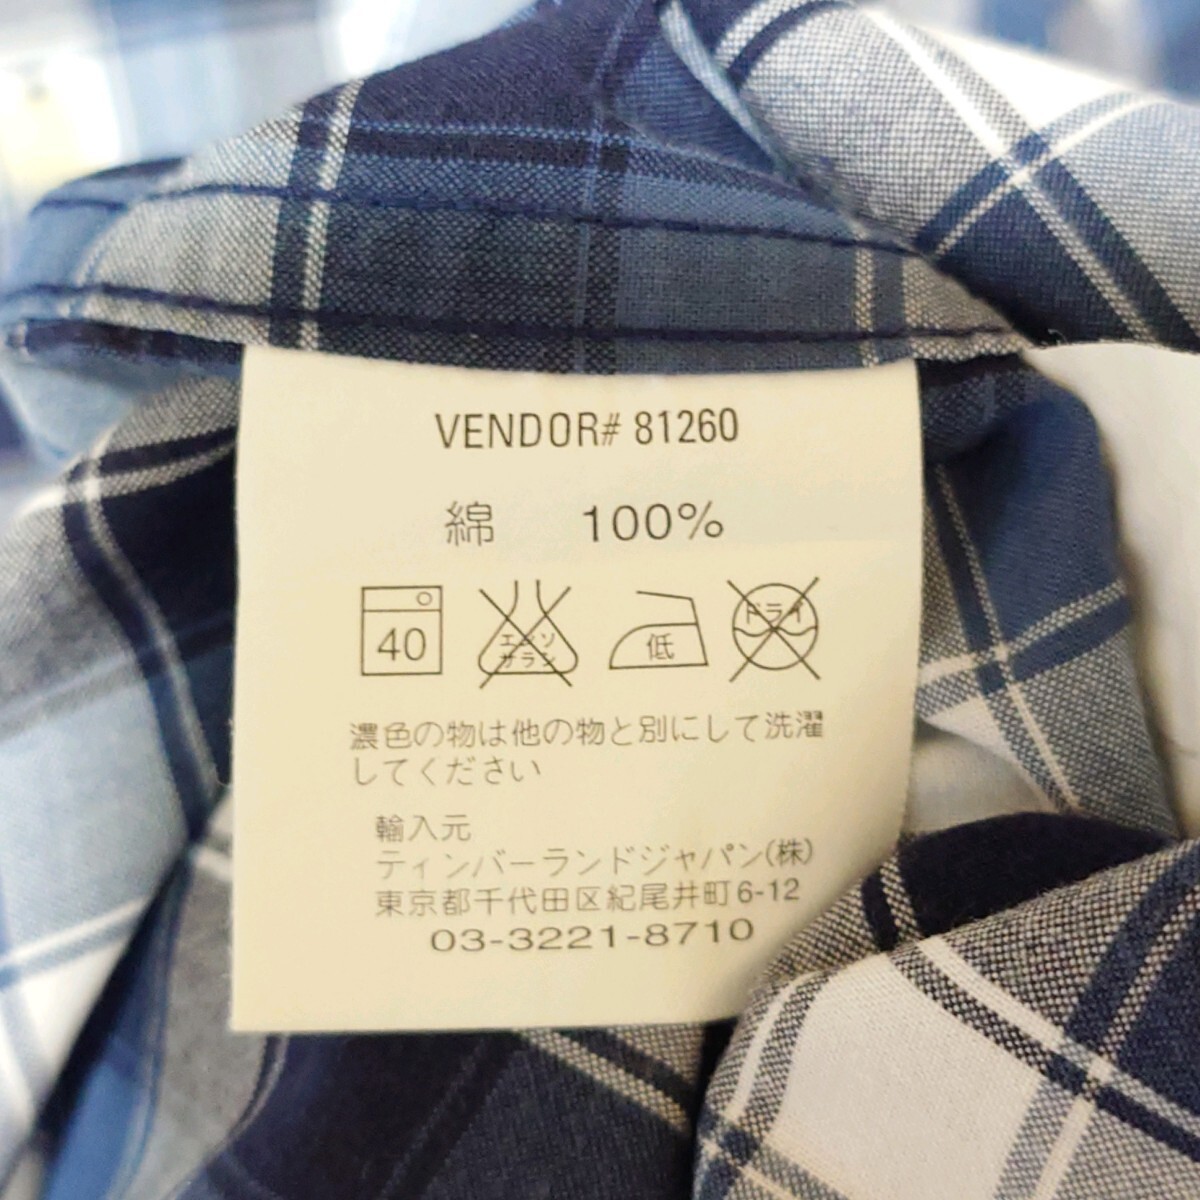 VENDOR# 81260
綿 100%
40 エンソサラン 低 ドライ
濃色の物は他の物と別にして洗濯
してください
輸入元
ティンバーランドジャパン(株)
東京都千代田区紀尾井町6-12
03-3221-8710